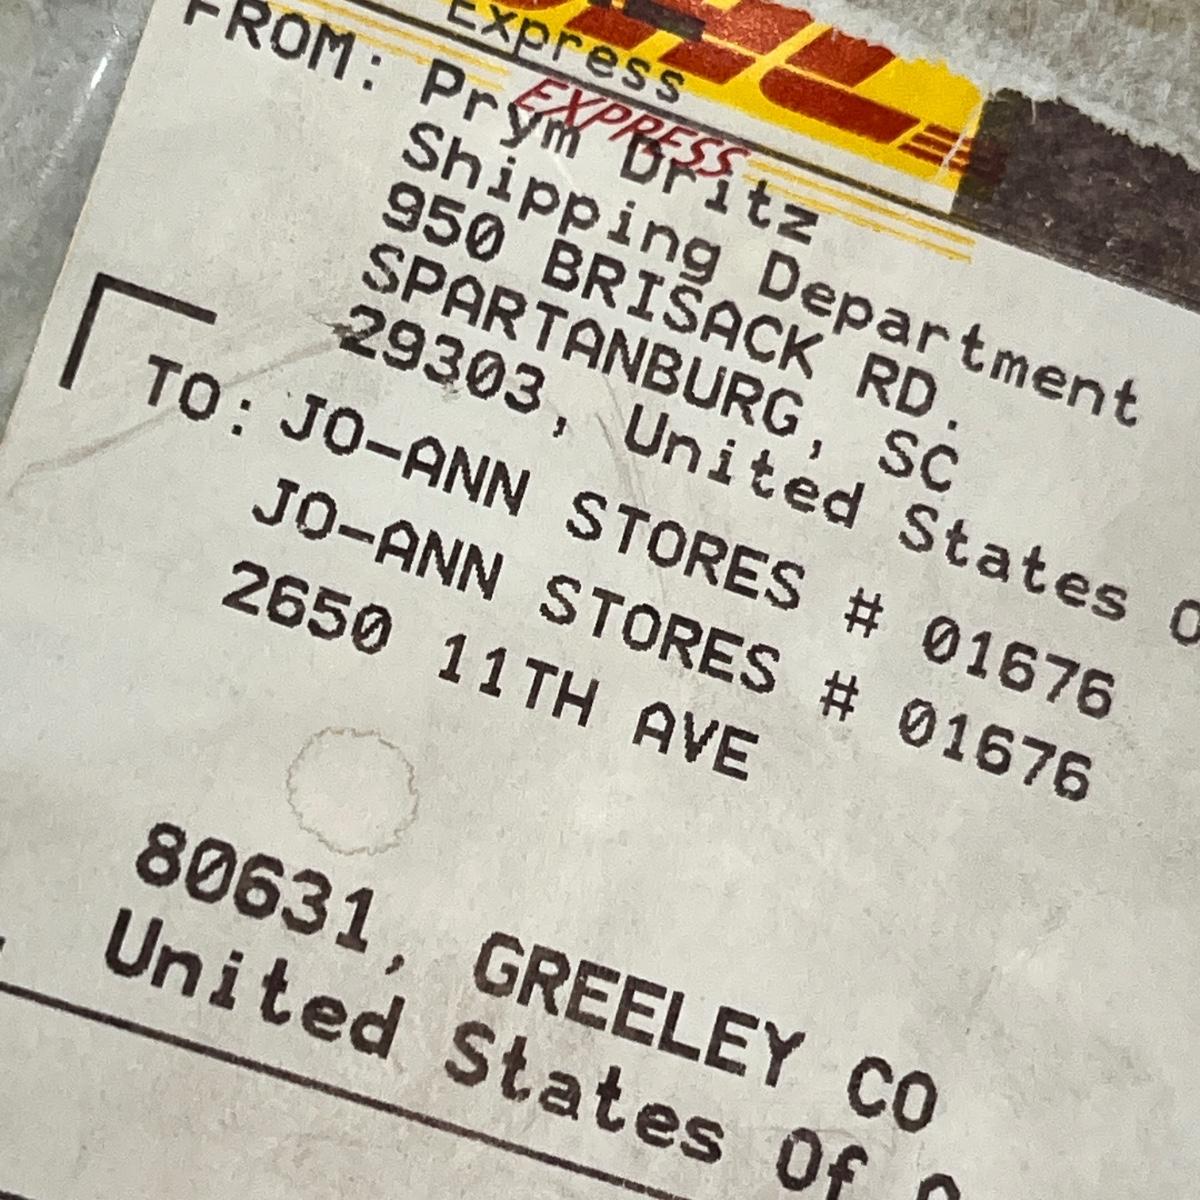 Express
EXPRESS
FROM: Prym Dritz
Shipping Department
950 BRISACK RD.
SPARTANBURG, SC
29303, United States O
TO: JO-ANN STORES # 01676
JO-ANN STORES # 01676
2650 11TH AVE
80631, GREELEY CO
United States Of